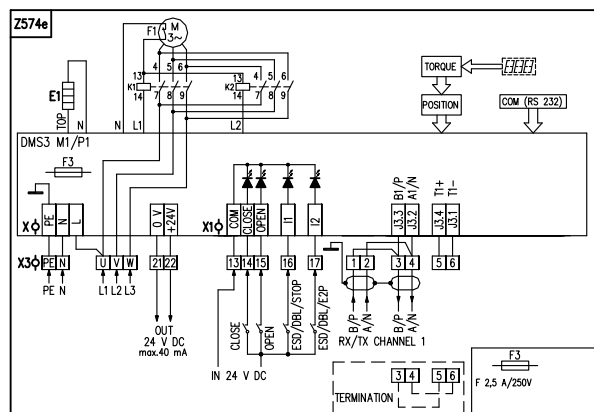 Z574e
F1
M
3~
4 5 6
13
K1
14
7 8 9
13
K2
14
4 5 6
7 8 9
TORQUE
POSITION
COM (RS 232)
E1
TOP
N
N
L1
L2
DMS3 M1/P1
F3
B1/P
A1/N
T1+
T1-
X
PE
N
L
0 V
+24V
X1
COM
CLOSE
OPEN
I1
I2
J3.3
J3.2
J3.4
J3.1
X3
PE
N
U
V
W
21
22
13
14
15
16
17
1
2
3
4
5
6
PE N
L1 L2 L3
OUT
24 V DC
max.40 mA
CLOSE
OPEN
ESD/DBL/STOP
ESD/DBL/E2P
IN 24 V DC
B/P
A/N
B/P
A/N
RX/TX CHANNEL 1
3 4 5 6
TERMINATION
F3
F 2,5 A/250V